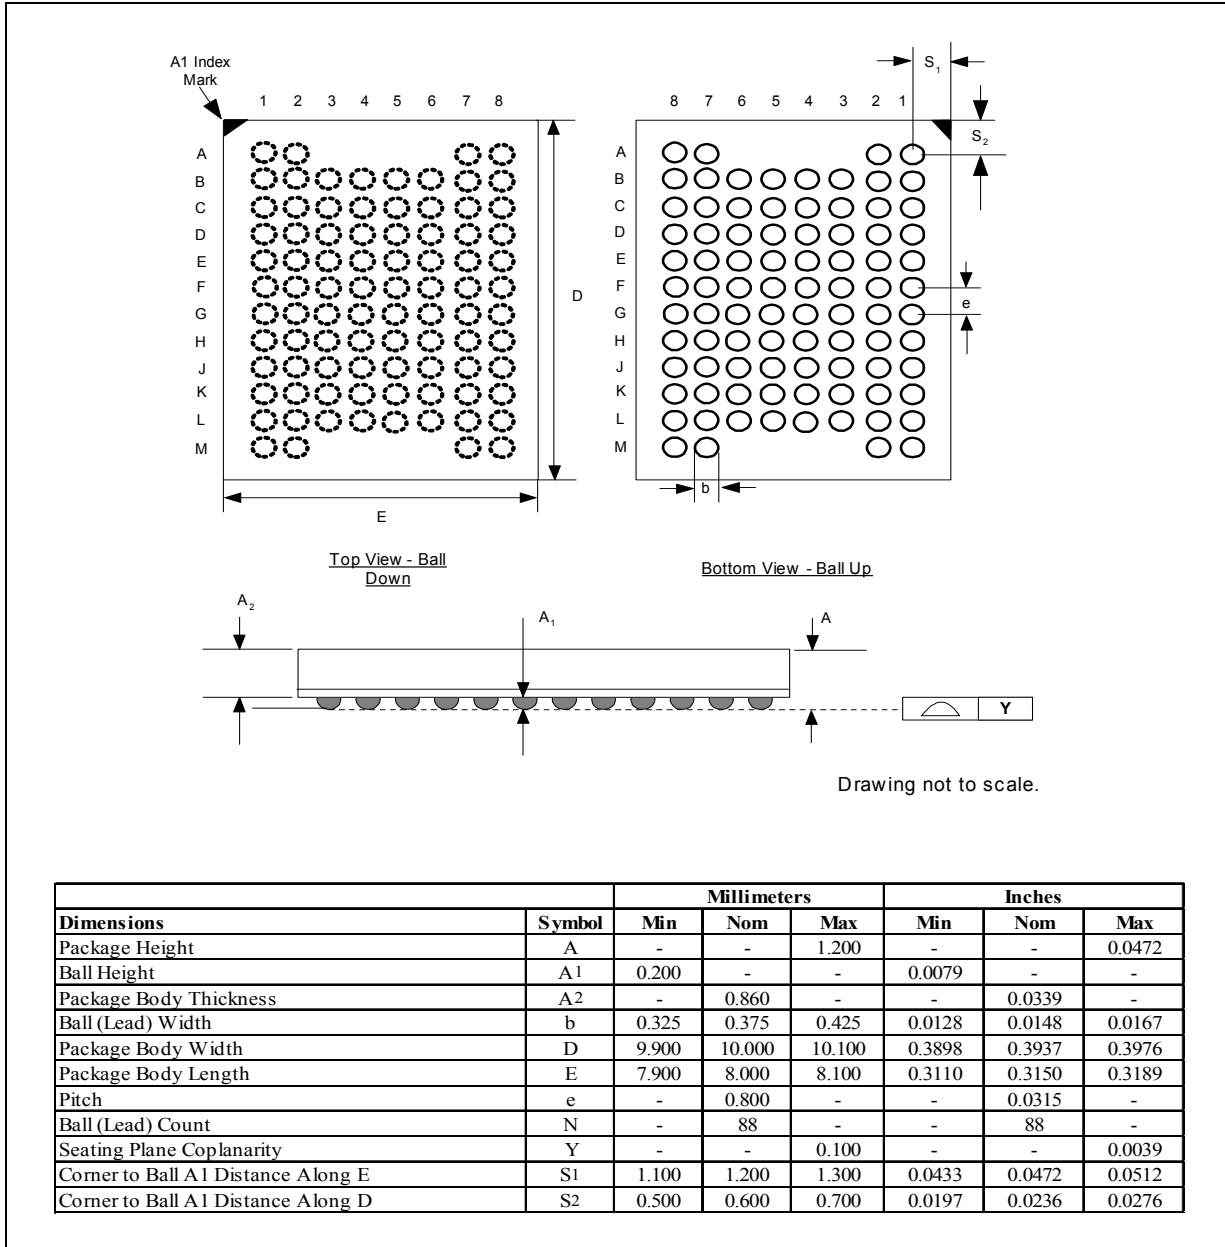 A1 Index
Mark
1 2 3 4 5 6 7 8
8 7 6 5 4 3 2 1
S1
S2
A
B
C
D
E
F
G
H
J
K
L
M
D
E
A
B
C
D
E
F
G
H
J
K
L
M
e
b
Top View - Ball
Down
Bottom View - Ball Up
A2
A1
A
Y
Drawing not to scale.
Millimeters Inches
Dimensions Symbol Min Nom Max Min Nom Max
Package Height A - - 1.200 - - 0.0472
Ball Height A1 0.200 - - 0.0079 - -
Package Body Thickness A2 - 0.860 - - 0.0339 -
Ball (Lead) Width b 0.325 0.375 0.425 0.0128 0.0148 0.0167
Package Body Width D 9.900 10.000 10.100 0.3898 0.3937 0.3976
Package Body Length E 7.900 8.000 8.100 0.3110 0.3150 0.3189
Pitch e - 0.800 - - 0.0315 -
Ball (Lead) Count N - 88 - - 88 -
Seating Plane Coplanarity Y - - 0.100 - - 0.0039
Corner to Ball A1 Distance Along E S1 1.100 1.200 1.300 0.0433 0.0472 0.0512
Corner to Ball A1 Distance Along D S2 0.500 0.600 0.700 0.0197 0.0236 0.0276